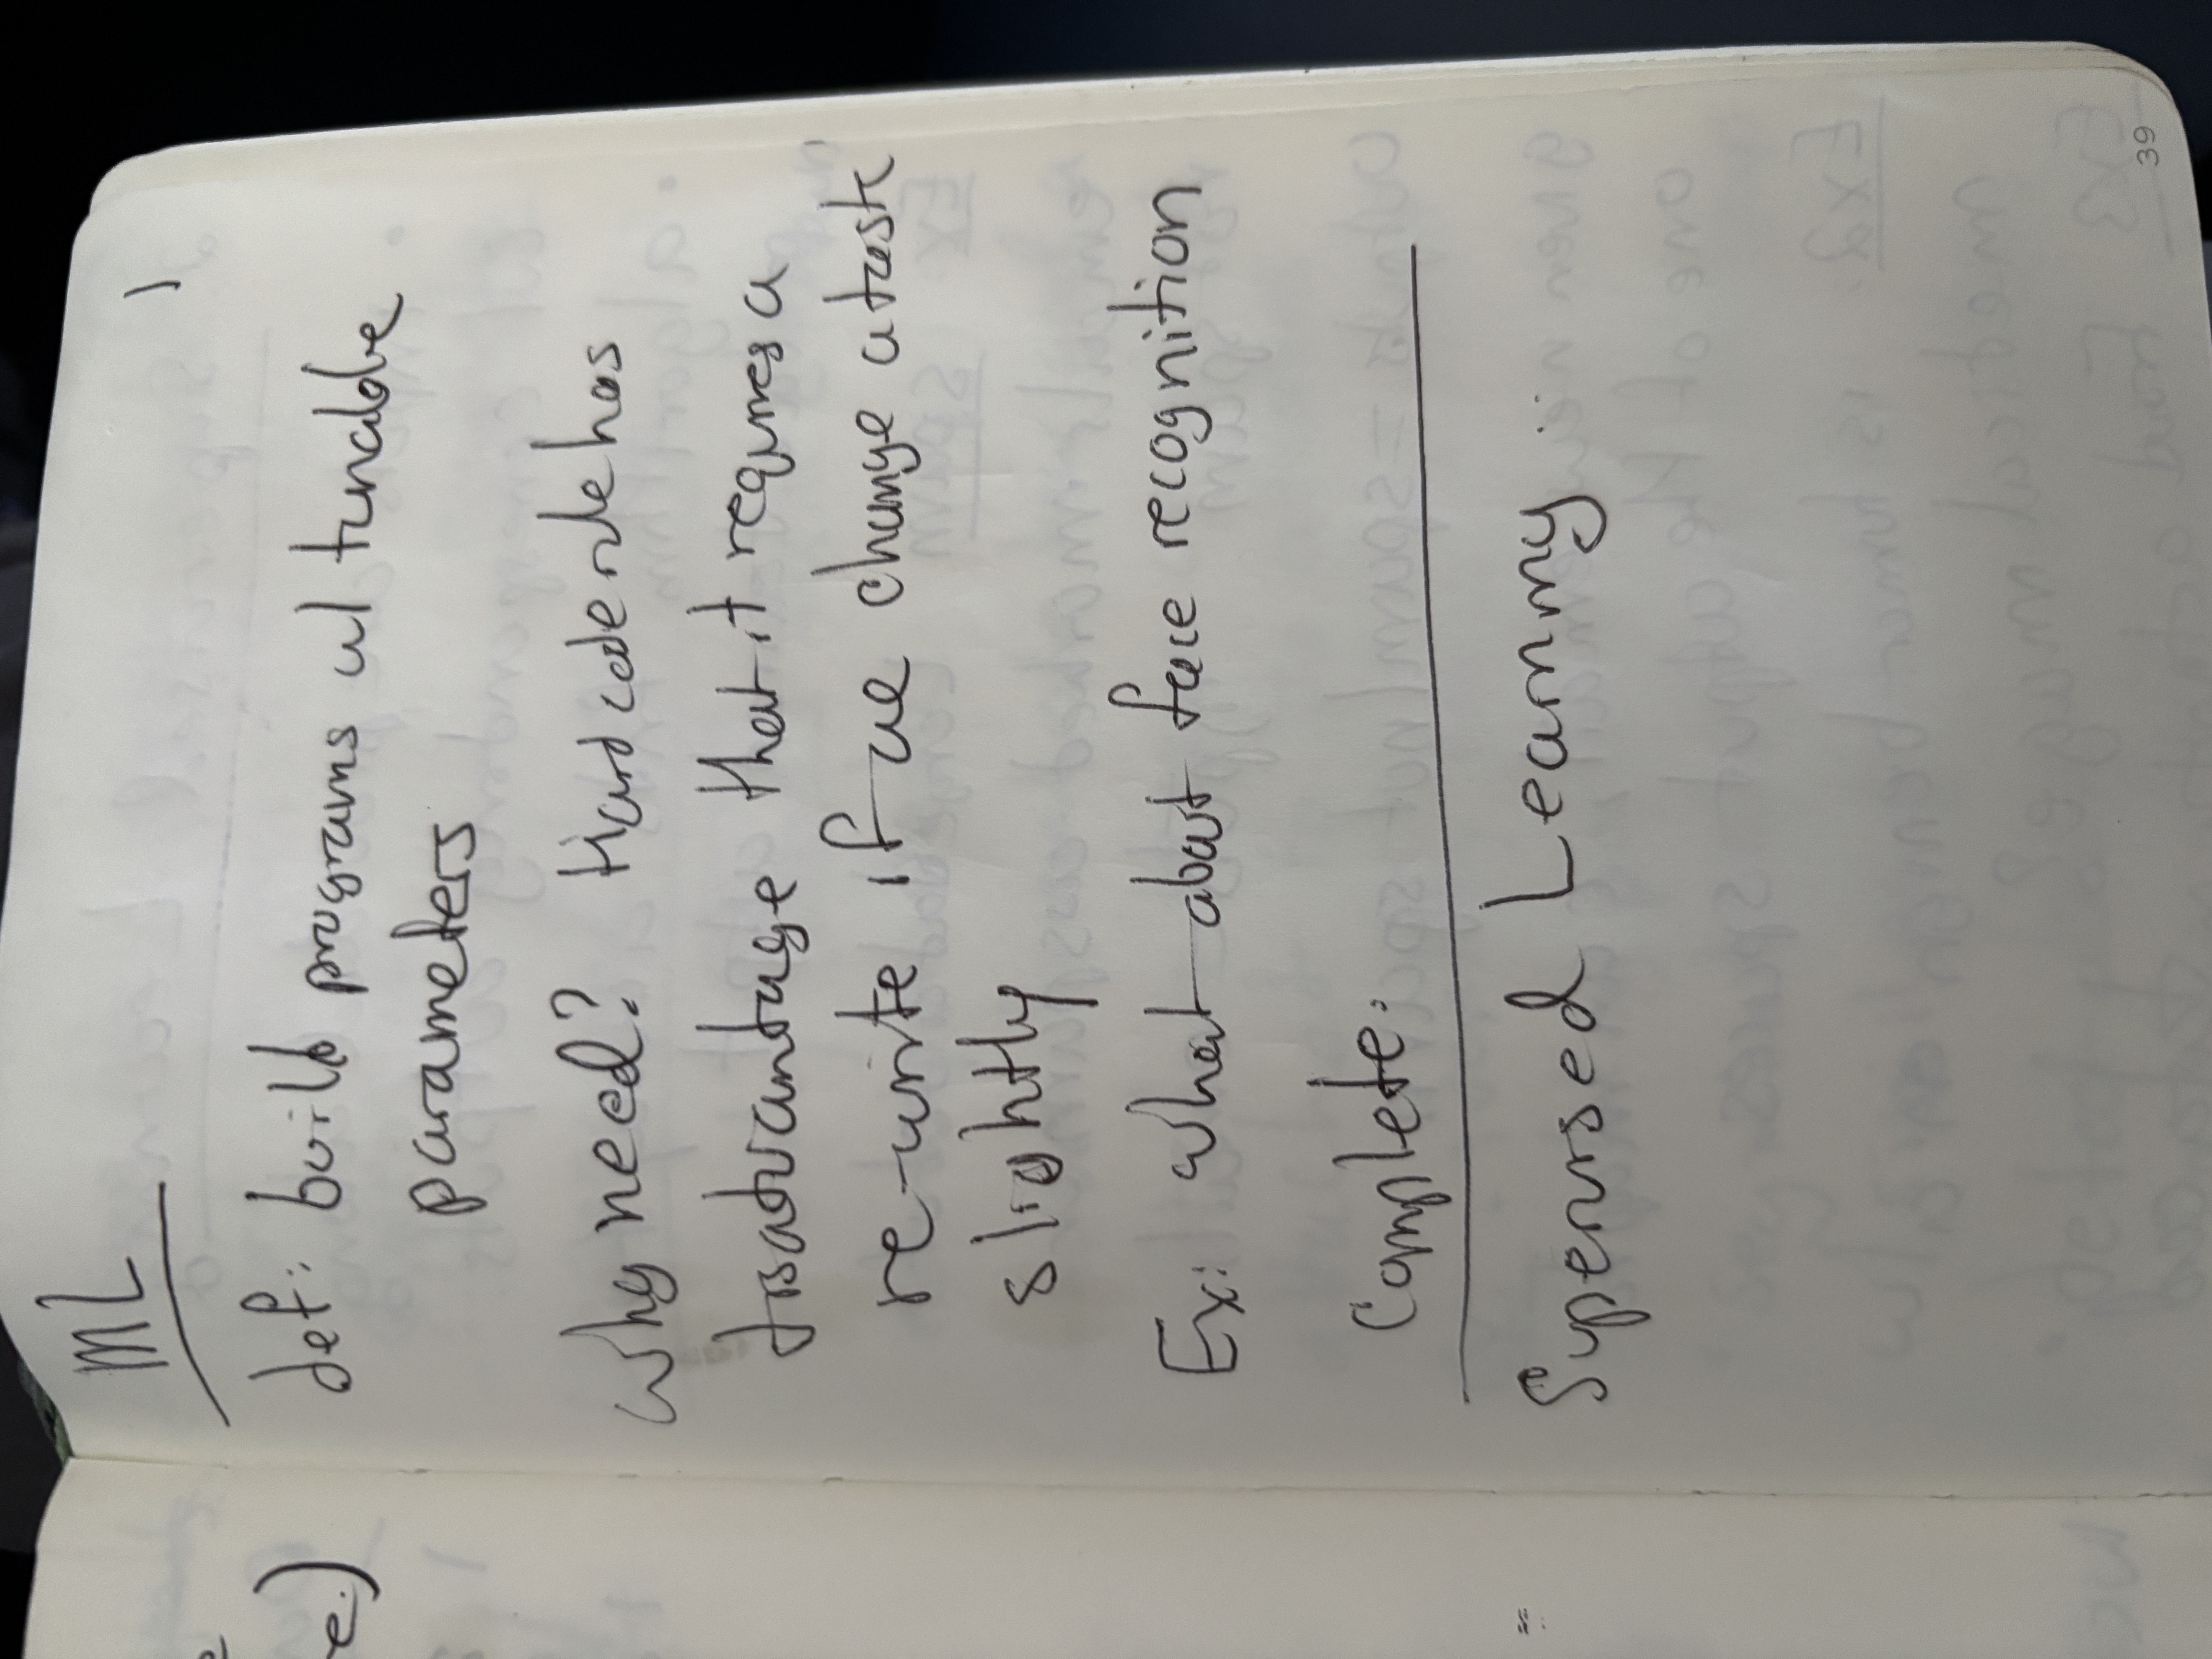 ML
1
def: build programs w/ tunable
parameters
Why need? Hard code rule has
disadvantage that it requires a
re-write if we change a task
slightly
Ex: what about face recognition
Complete.
Supervised Learning ..
39